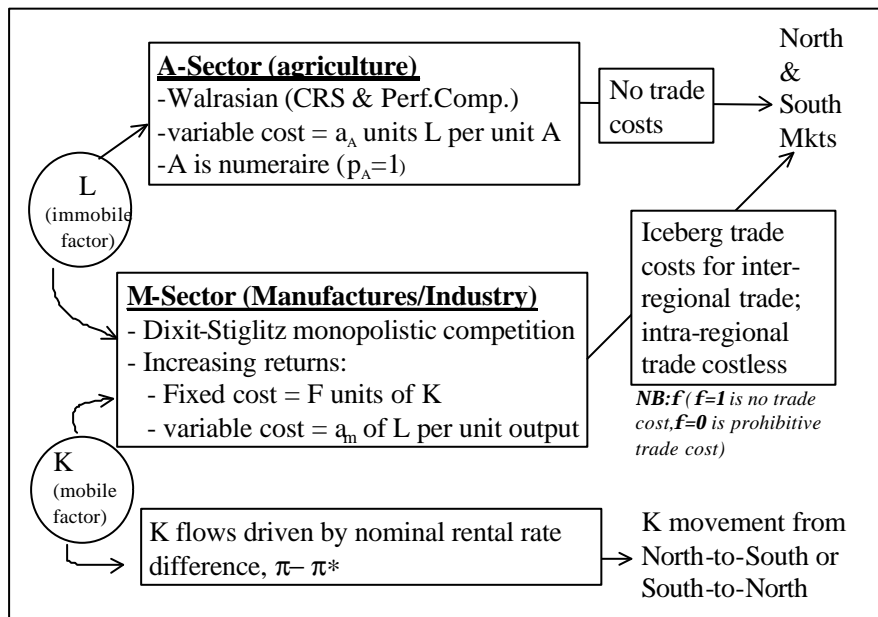 A-Sector (agriculture)
-Walrasian (CRS & Perf.Comp.)
-variable cost = aA units L per unit A
-A is numeraire (pA=1)
No trade
costs
North
&
South
Mkts
L
(immobile
factor)
M-Sector (Manufactures/Industry)
- Dixit-Stiglitz monopolistic competition
- Increasing returns:
- Fixed cost = F units of K
- variable cost = am of L per unit output
Iceberg trade
costs for inter-
regional trade;
intra-regional
trade costless
NB:f (f=1 is no trade
cost,f=0 is prohibitive
trade cost)
K
(mobile
factor)
K flows driven by nominal rental rate
difference, π− π*
K movement from
North-to-South or
South-to-North